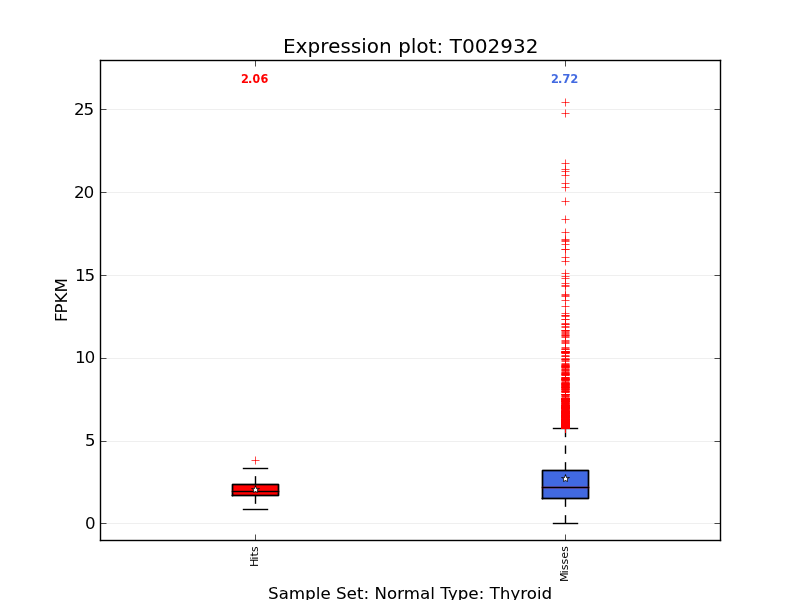 Expression plot: T002932
2.06
2.72
25
20
15
10
5
0
FPKM
Hits
Misses
Sample Set: Normal Type: Thyroid